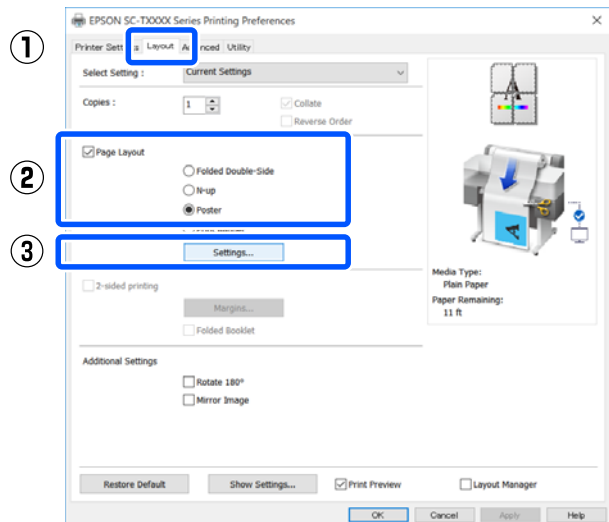 EPSON SC-TXXXX Series Printing Preferences
①
Layout
Utility
Select Setting :
Current Settings
Copies :
1
Collate
Reverse Order
②
Page Layout
Folded Double-Side
N-up
Poster
③
Settings...
2-sided printing
Margins...
Folded Booklet
Media Type:
Plain Paper
Paper Remaining:
11 ft
Additional Settings
Rotate 180°
Mirror Image
Restore Default
Show Settings...
Print Preview
Layout Manager
OK
Cancel
Apply
Help